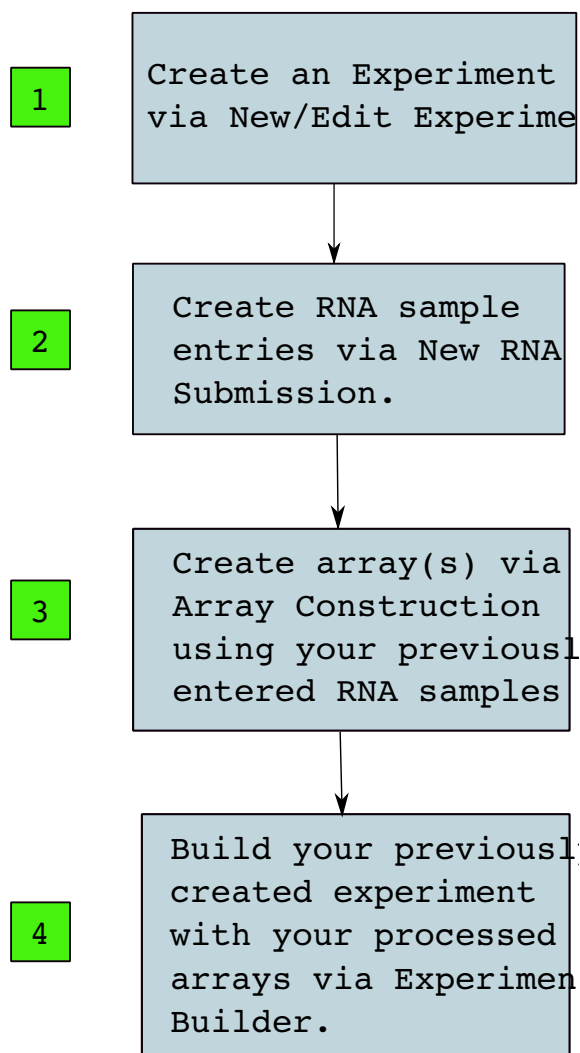 1
Create an Experiment
via New/Edit Experime
2
Create RNA sample
entries via New RNA
Submission.
3
Create array(s) via
Array Construction
using your previousl
entered RNA samples
4
Build your previously
created experiment
with your processed
arrays via Experimen
Builder.